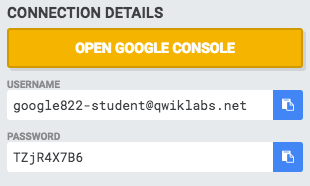 CONNECTION DETAILS
OPEN GOOGLE CONSOLE
USERNAME
google822-student@qwiklabs.net
PASSWORD
TZjR4X7B6